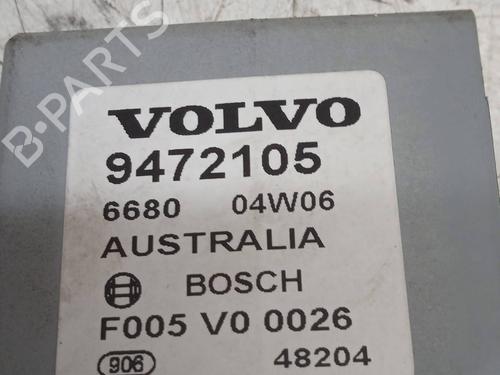 B-PARTS
VOLVO
9472105
6680 04W06
AUSTRALIA
BOSCH
F005 V0 0026
906 48204